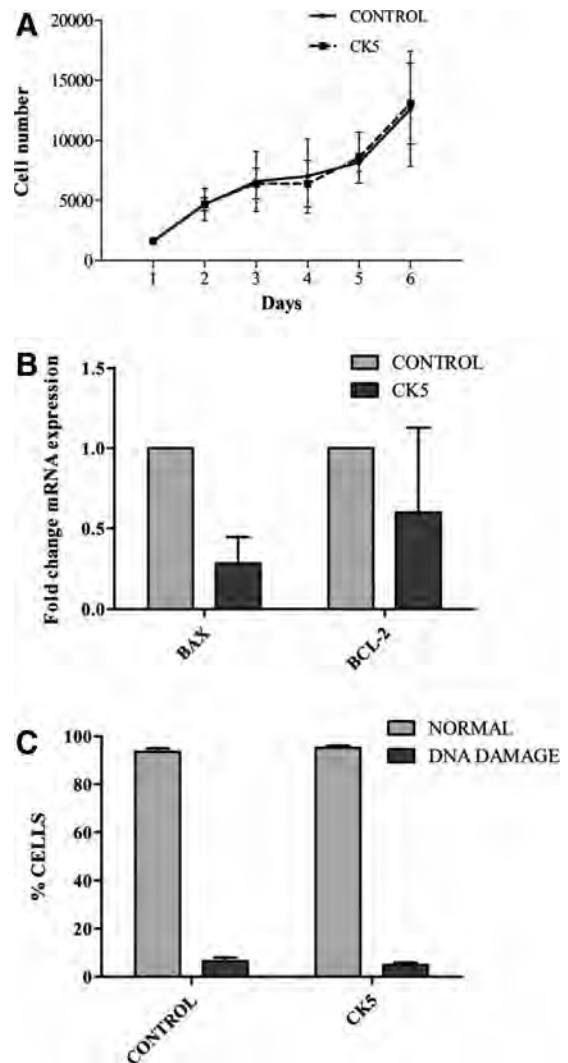 A
CONTROL
CK5
Cell number
20000
15000
10000
5000
0
1 2 3 4 5 6
Days
B
CONTROL
CK5
Fold change mRNA expression
1.5
1.0
0.5
0.0
BAX
BCL-2
C
NORMAL
DNA DAMAGE
% CELLS
100
80
60
40
20
0
CONTROL
CK5